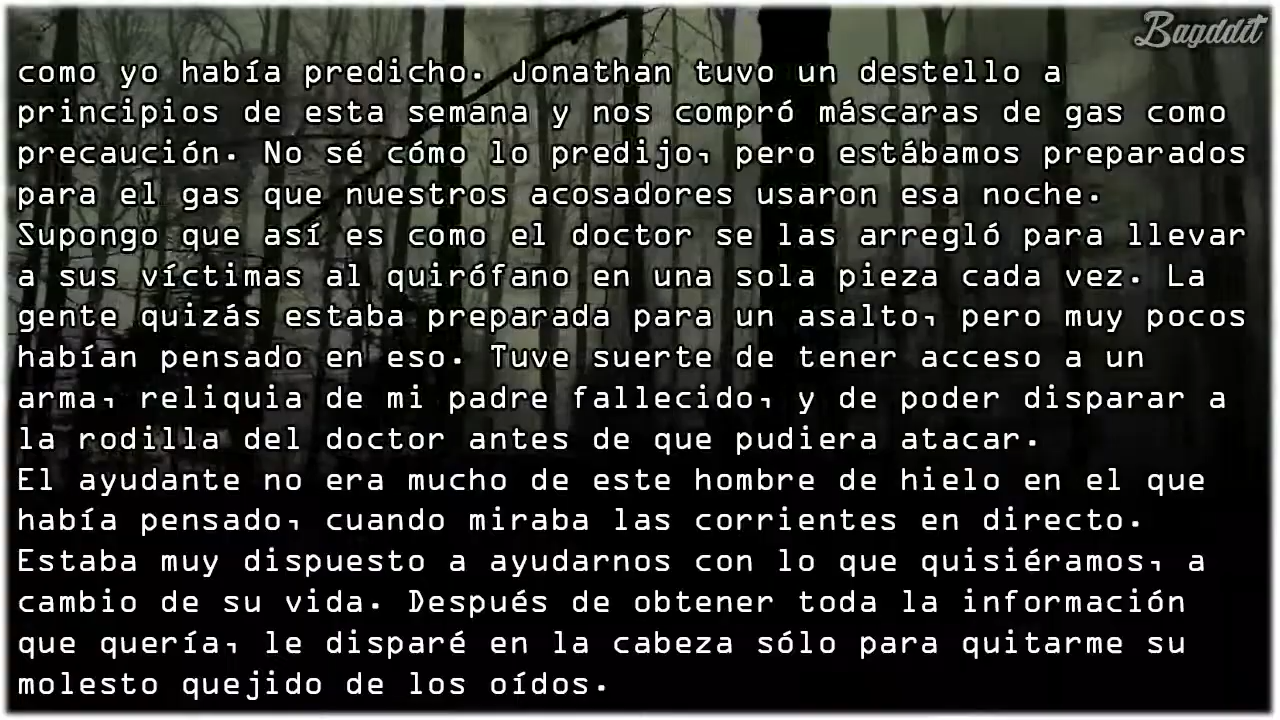 Bagddit
como yo había predicho. Jonathan tuvo un destello a
principios de esta semana y nos compró máscaras de gas como
precaución. No sé cómo lo predijo, pero estábamos preparados
para el gas que nuestros acosadores usaron esa noche.
Supongo que así es como el doctor se las arregló para llevar
a sus víctimas al quirófano en una sola pieza cada vez. La
gente quizás estaba preparada para un asalto, pero muy pocos
habían pensado en eso. Tuve suerte de tener acceso a un
arma, reliquia de mi padre fallecido, y de poder disparar a
la rodilla del doctor antes de que pudiera atacar.
El ayudante no era mucho de este hombre de hielo en el que
había pensado, cuando miraba las corrientes en directo.
Estaba muy dispuesto a ayudarnos con lo que quisiéramos, a
cambio de su vida. Después de obtener toda la información
que quería, le disparé en la cabeza sólo para quitarme su
molesto quejido de los oídos.